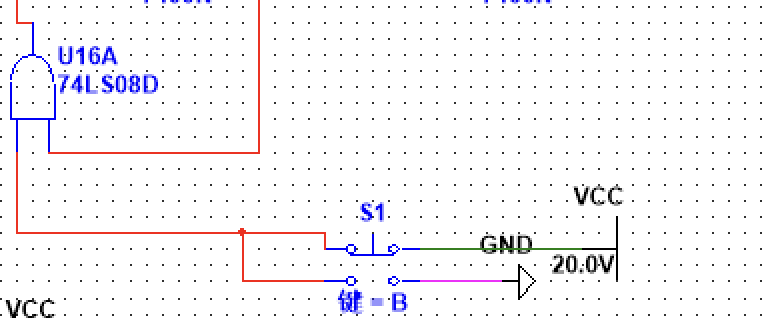 U16A
74LS08D
VCC
S1
GND
20.0V
键 = B
VCC